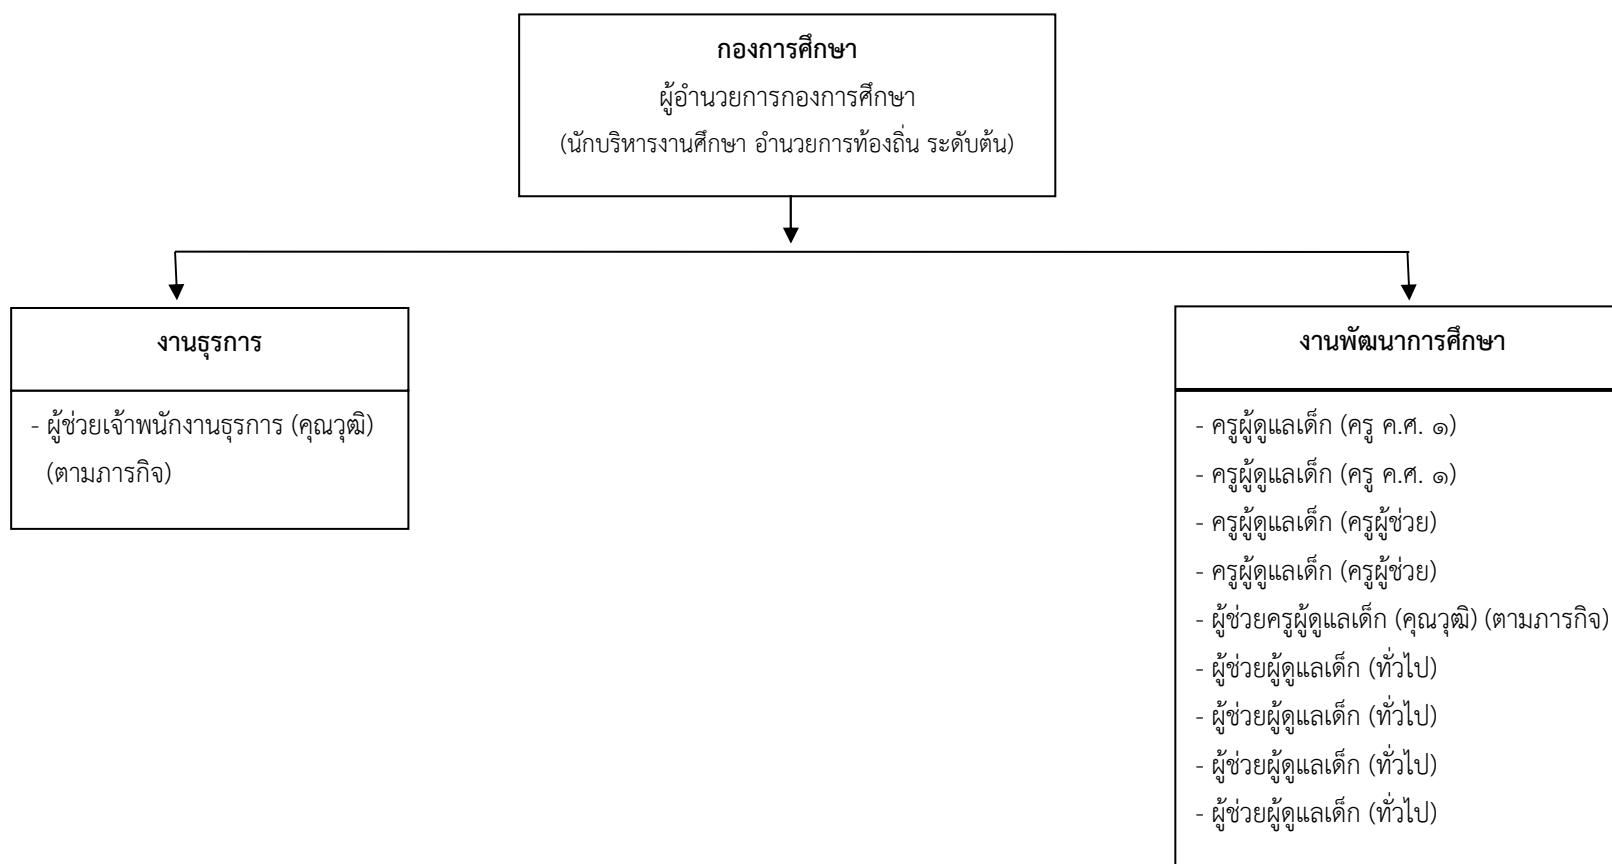 กองการศึกษา
ผู้อำนวยการกองการศึกษา
(นักบริหารงานศึกษา อำนวยการท้องถิ่น ระดับต้น)
งานธุรการ
- ผู้ช่วยเจ้าพนักงานธุรการ (คุณวุฒิ)
(ตามภารกิจ)
งานพัฒนาการศึกษา
- ครูผู้ดูแลเด็ก (ครู ค.ศ. ๑)
- ครูผู้ดูแลเด็ก (ครู ค.ศ. ๑)
- ครูผู้ดูแลเด็ก (ครูผู้ช่วย)
- ครูผู้ดูแลเด็ก (ครูผู้ช่วย)
- ผู้ช่วยครูผู้ดูแลเด็ก (คุณวุฒิ) (ตามภารกิจ)
- ผู้ช่วยผู้ดูแลเด็ก (ทั่วไป)
- ผู้ช่วยผู้ดูแลเด็ก (ทั่วไป)
- ผู้ช่วยผู้ดูแลเด็ก (ทั่วไป)
- ผู้ช่วยผู้ดูแลเด็ก (ทั่วไป)